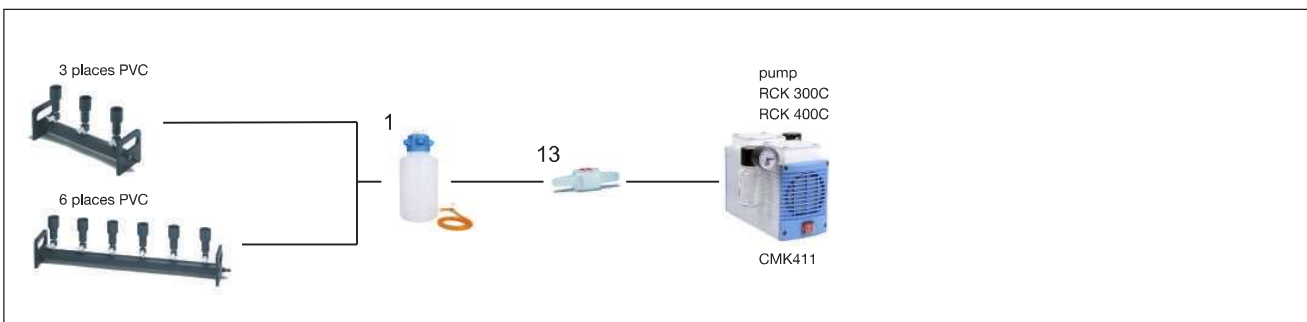 3 places PVC
6 places PVC
1
13
pump
RCK 300C
RCK 400C
CMK411